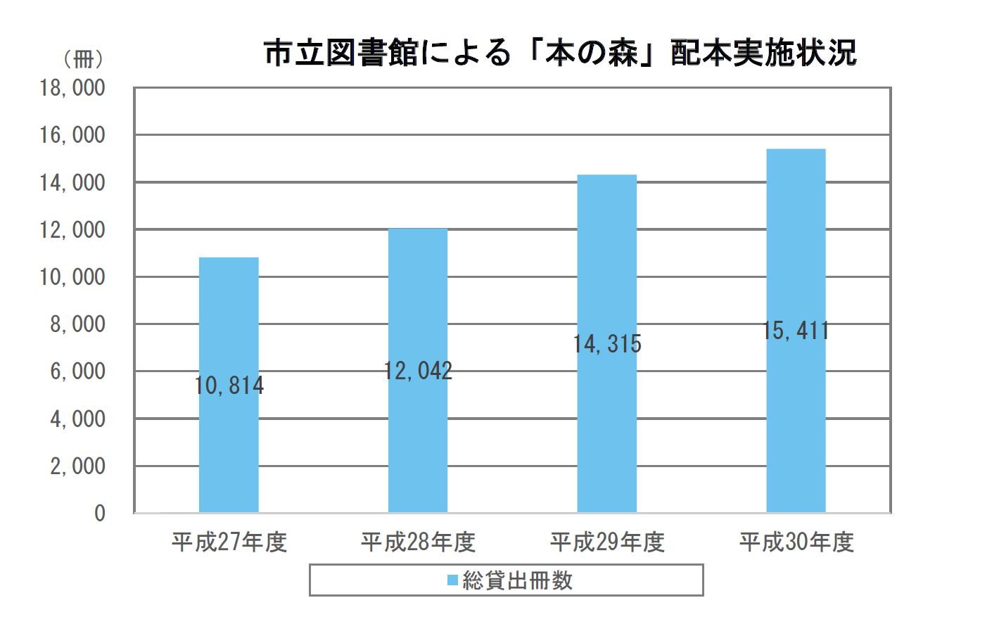 市立図書館による「本の森」配本実施状況
（冊）
18,000
16,000
14,000
12,000
10,000
8,000
6,000
4,000
2,000
0
10,814
12,042
14,315
15,411
平成27年度
平成28年度
平成29年度
平成30年度
総貸出冊数